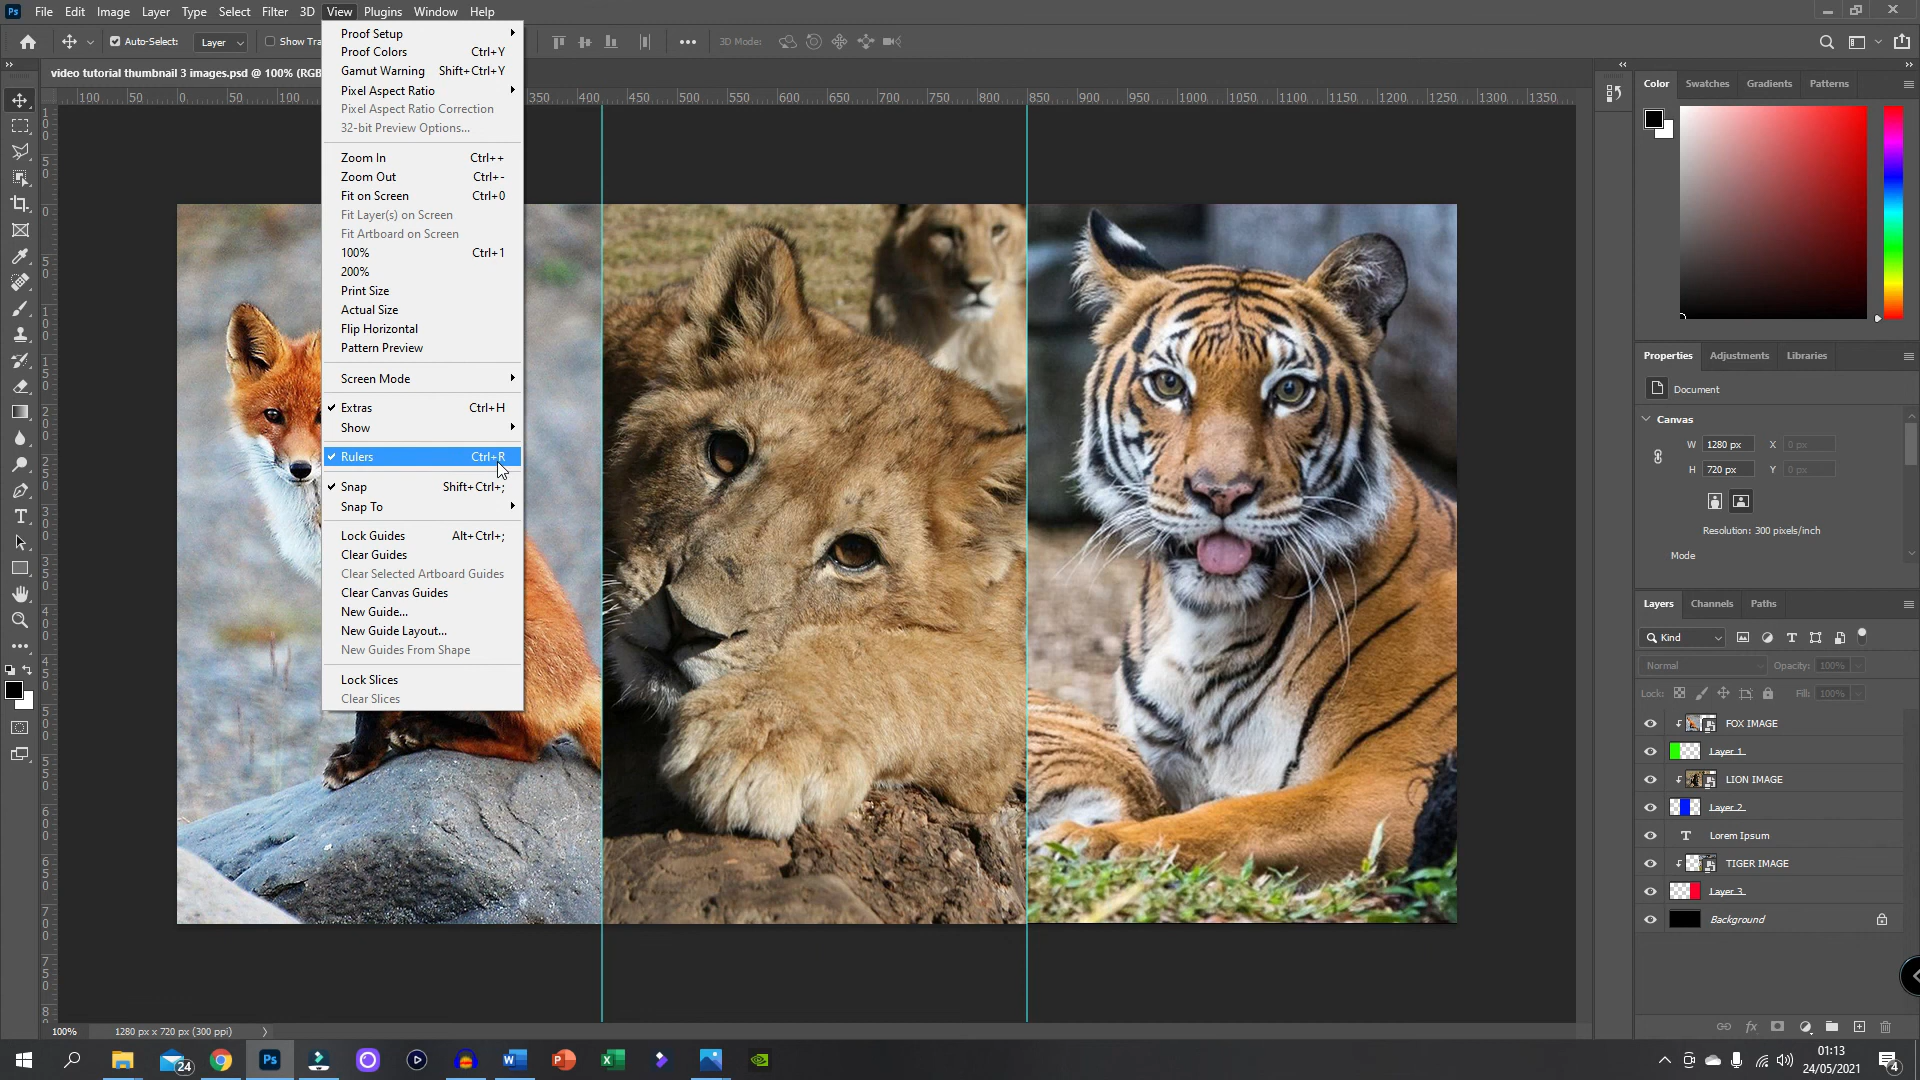 Ps File Edit Image Layer Type Select Filter 3D View Plugins Window Help
Auto-Select: Layer Show Tra 3D Mode:
video tutorial thumbnail 3 images.psd @ 100% (RGB
100 50 0 50 100 350 400 450 500 550 600 650 700 750 800 850 900 950 1000 1050 1100 1150 1200 1250 1300 1350
Proof Setup
Proof Colors Ctrl+Y
Gamut Warning Shift+Ctrl+Y
Pixel Aspect Ratio
Pixel Aspect Ratio Correction
32-bit Preview Options...
Zoom In Ctrl++
Zoom Out Ctrl+-
Fit on Screen Ctrl+0
Fit Layer(s) on Screen
Fit Artboard on Screen
100% Ctrl+1
200%
Print Size
Actual Size
Flip Horizontal
Pattern Preview
Screen Mode
Extras Ctrl+H
Show
Rulers Ctrl+R
Snap Shift+Ctrl+;
Snap To
Lock Guides Alt+Ctrl+;
Clear Guides
Clear Selected Artboard Guides
Clear Canvas Guides
New Guide...
New Guide Layout...
New Guides From Shape
Lock Slices
Clear Slices
Color Swatches Gradients Patterns
Properties Adjustments Libraries
Document
Canvas
W 1280 px X 0 px
H 720 px Y 0 px
Resolution: 300 pixels/inch
Mode
Layers Channels Paths
Kind
Normal Opacity: 100%
Lock: Fill: 100%
FOX IMAGE
Layer 1
LION IMAGE
Layer 2
T Lorem Ipsum
TIGER IMAGE
Layer 3
Background
100% 1280 px x 720 px (300 ppi)
24 Ps
01:13
24/05/2021
4